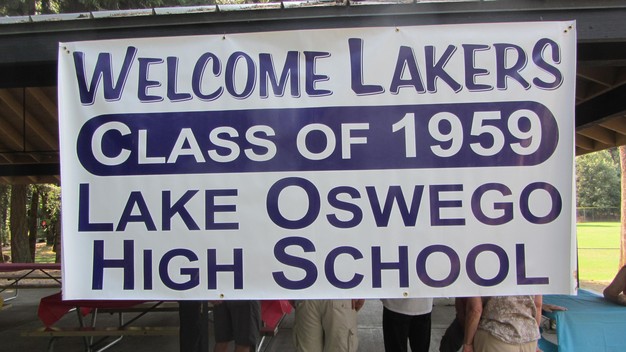 Welcome Lakers
Class of 1959
Lake Oswego
High School